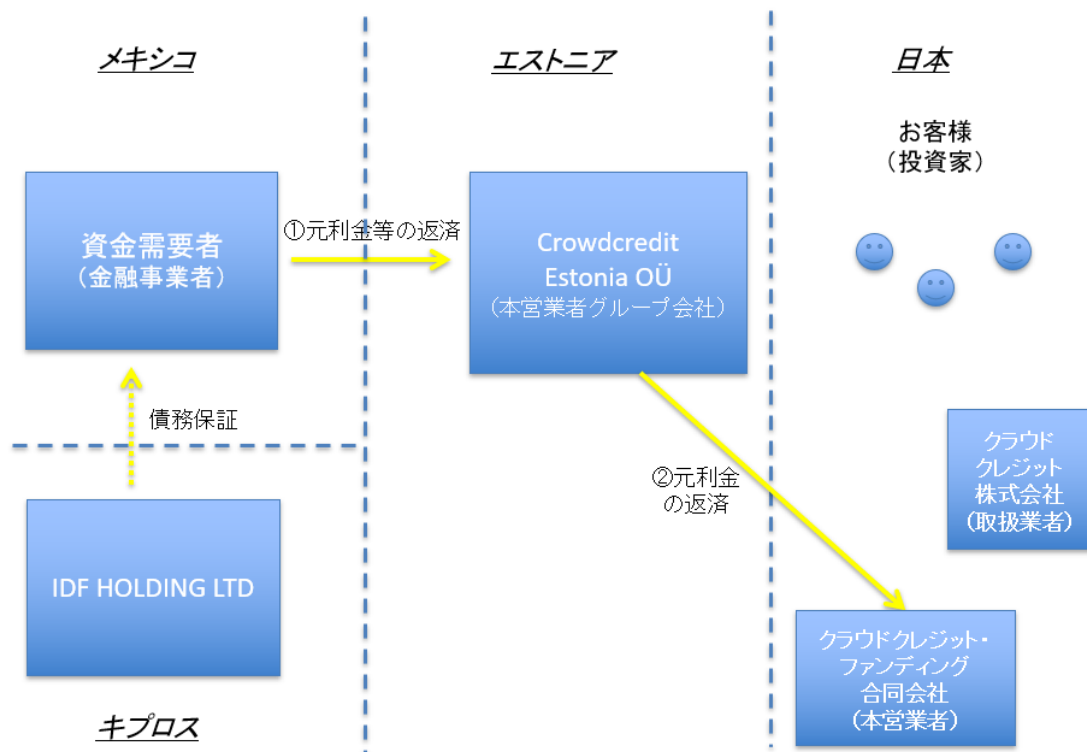 メキシコ
エストニア
日本
お客様
（投資家）
資金需要者
（金融事業者）
①元利金等の返済
Crowdcredit
Estonia OÜ
（本営業者グループ会社）
債務保証
IDF HOLDING LTD
キプロス
②元利金
の返済
クラウド
クレジット
株式会社
（取扱業者）
クラウドクレジット・
ファンディング
合同会社
（本営業者）